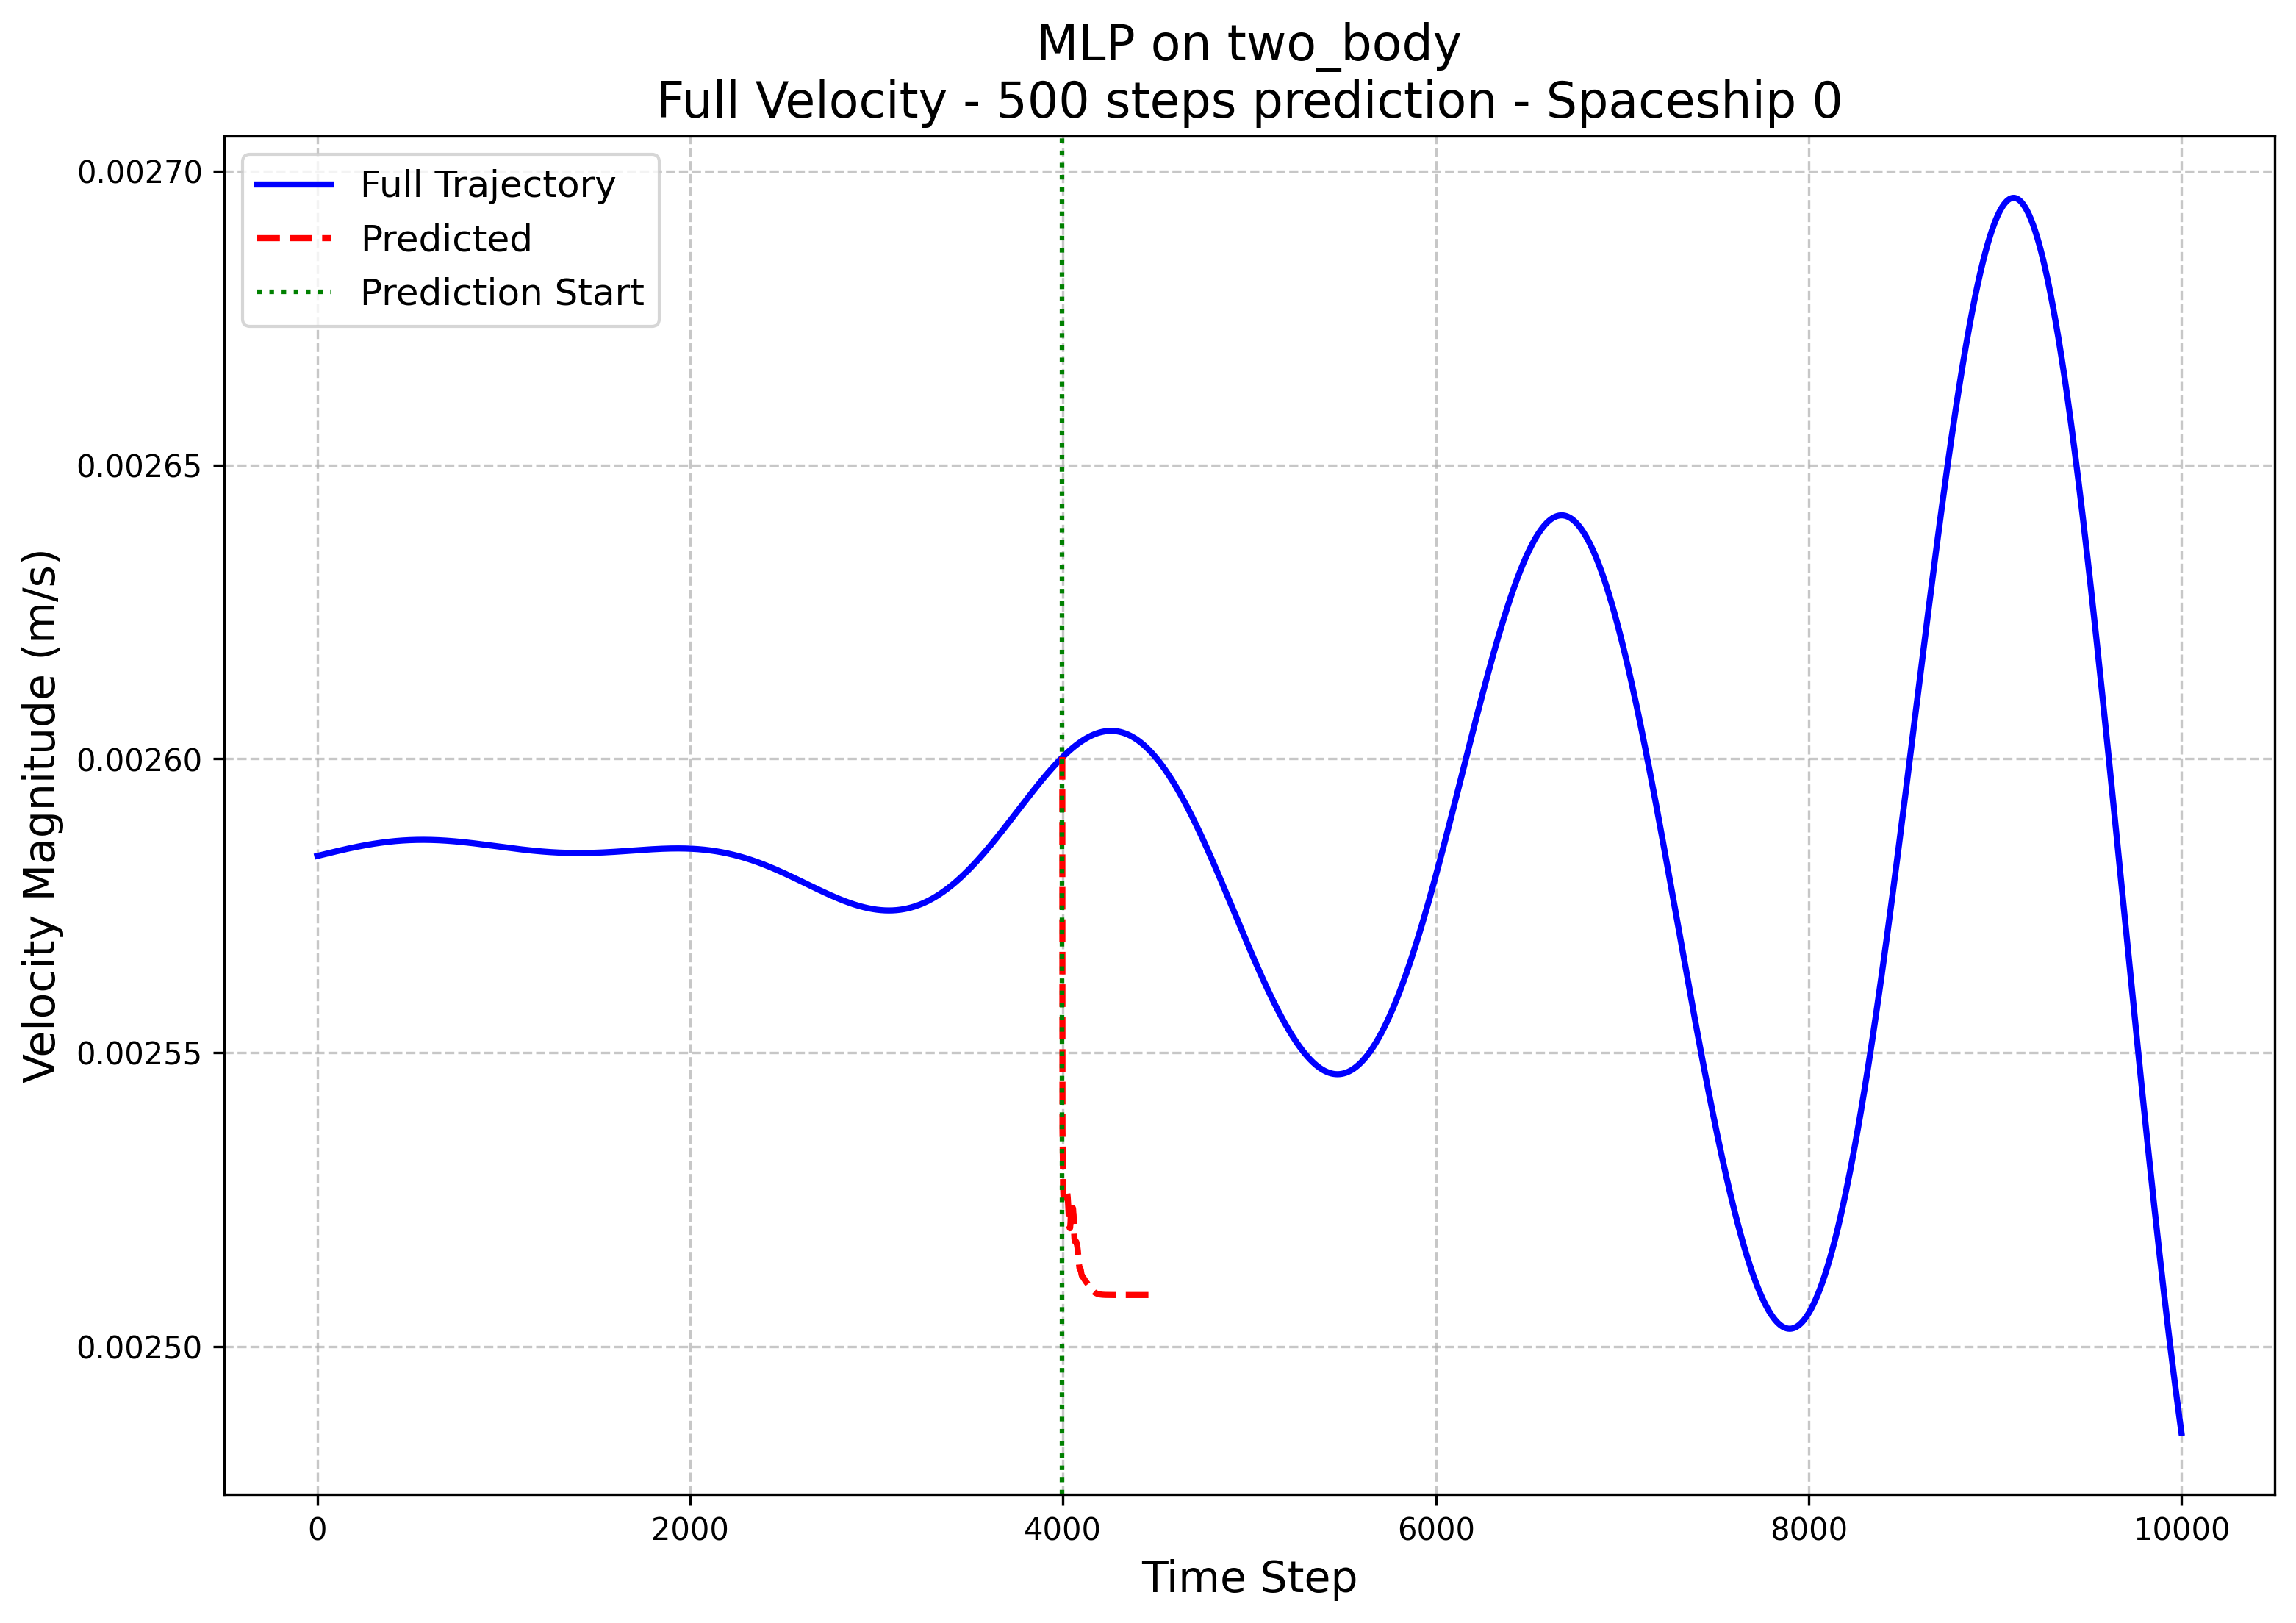 MLP on two_body
Full Velocity - 500 steps prediction - Spaceship 0
Full Trajectory
Predicted
Prediction Start
Velocity Magnitude (m/s)
0.00270
0.00265
0.00260
0.00255
0.00250
0 2000 4000 6000 8000 10000
Time Step